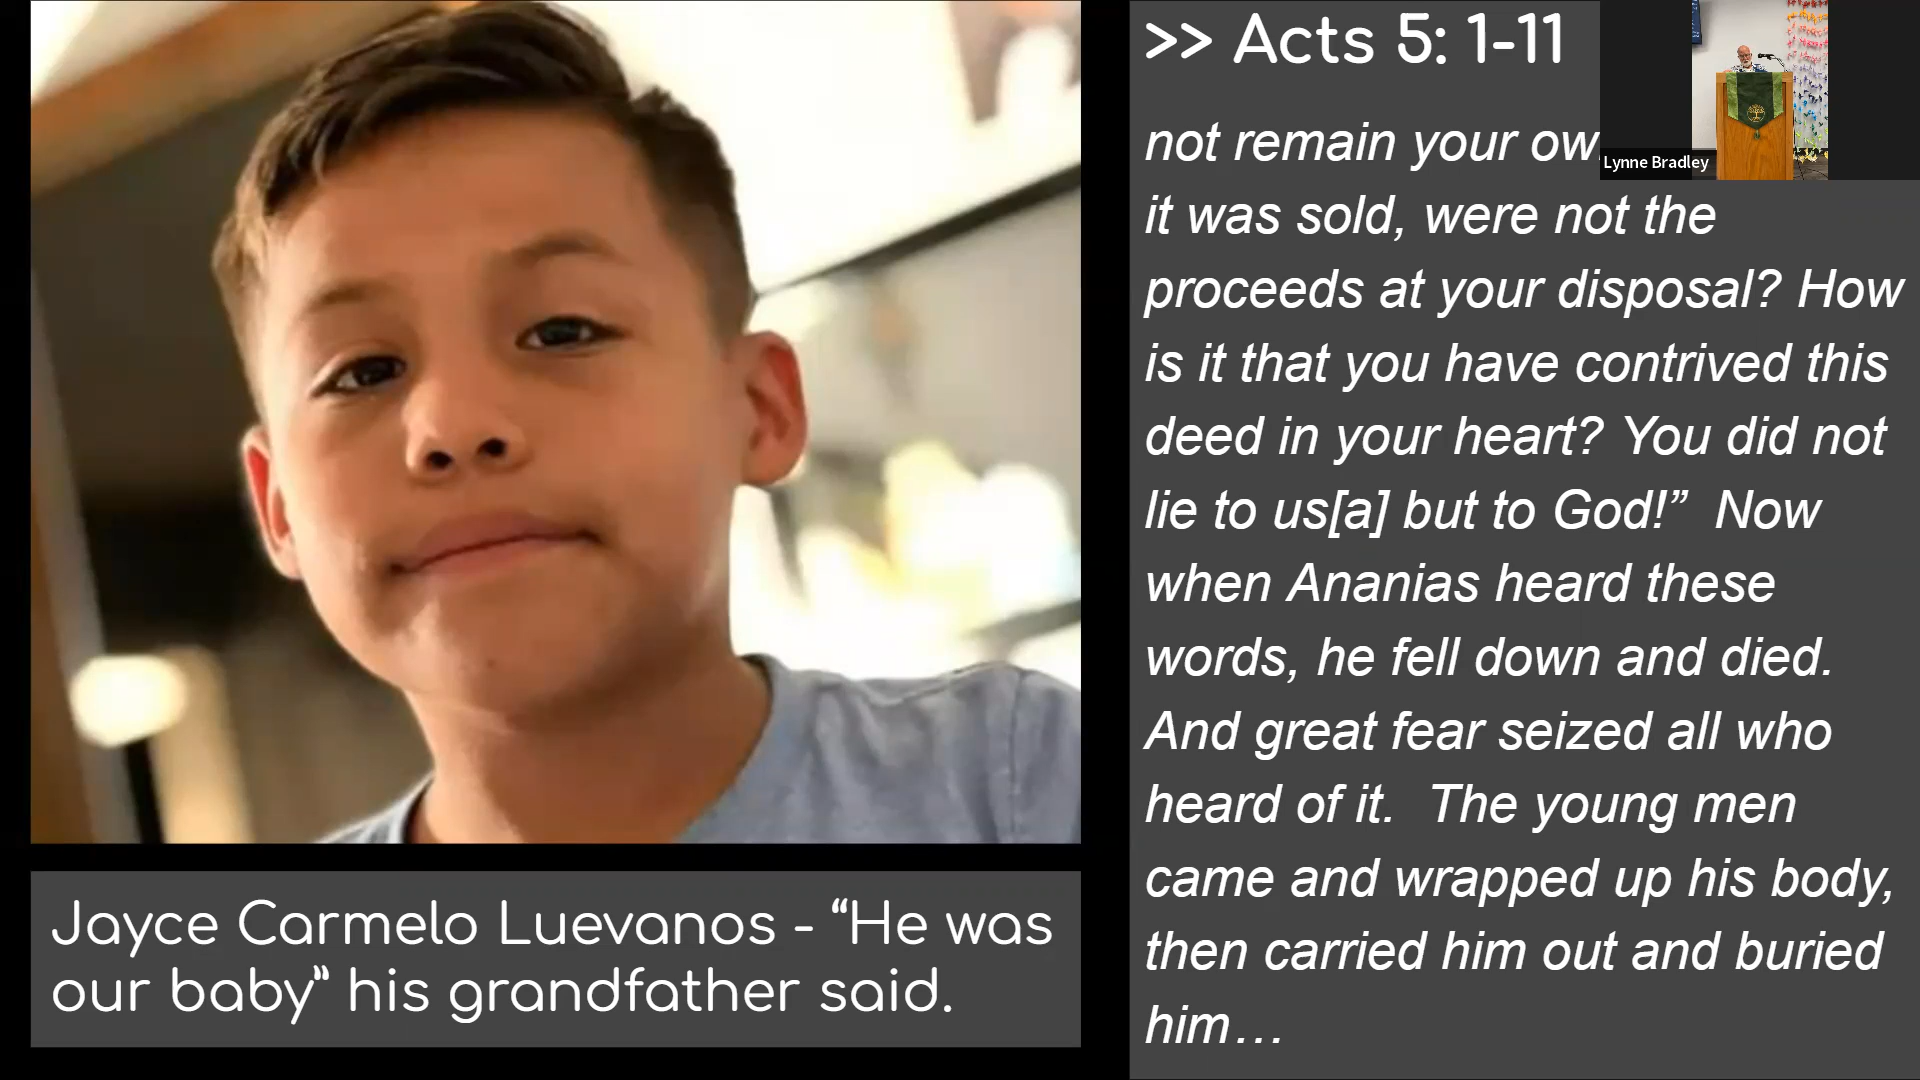 >> Acts 5: 1-11
not remain your ow
Lynne Bradley
it was sold, were not the
proceeds at your disposal? How
is it that you have contrived this
deed in your heart? You did not
lie to us[a] but to God!” Now
when Ananias heard these
words, he fell down and died.
And great fear seized all who
heard of it. The young men
came and wrapped up his body,
then carried him out and buried
him…
Jayce Carmelo Luevanos - “He was
our baby” his grandfather said.